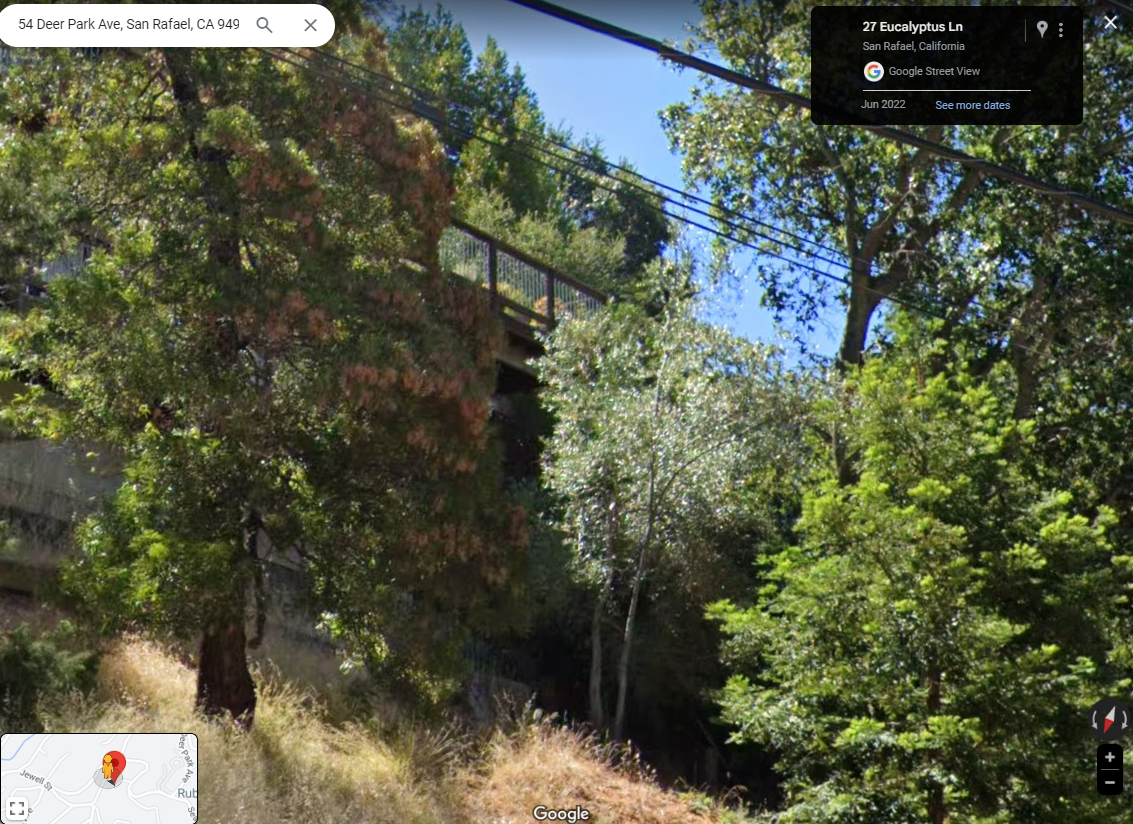 54 Deer Park Ave, San Rafael, CA 949
27 Eucalyptus Ln
San Rafael, California
Google Street View
Jun 2022
See more dates
Jewell St
Deer Park Ave
Rub
Google